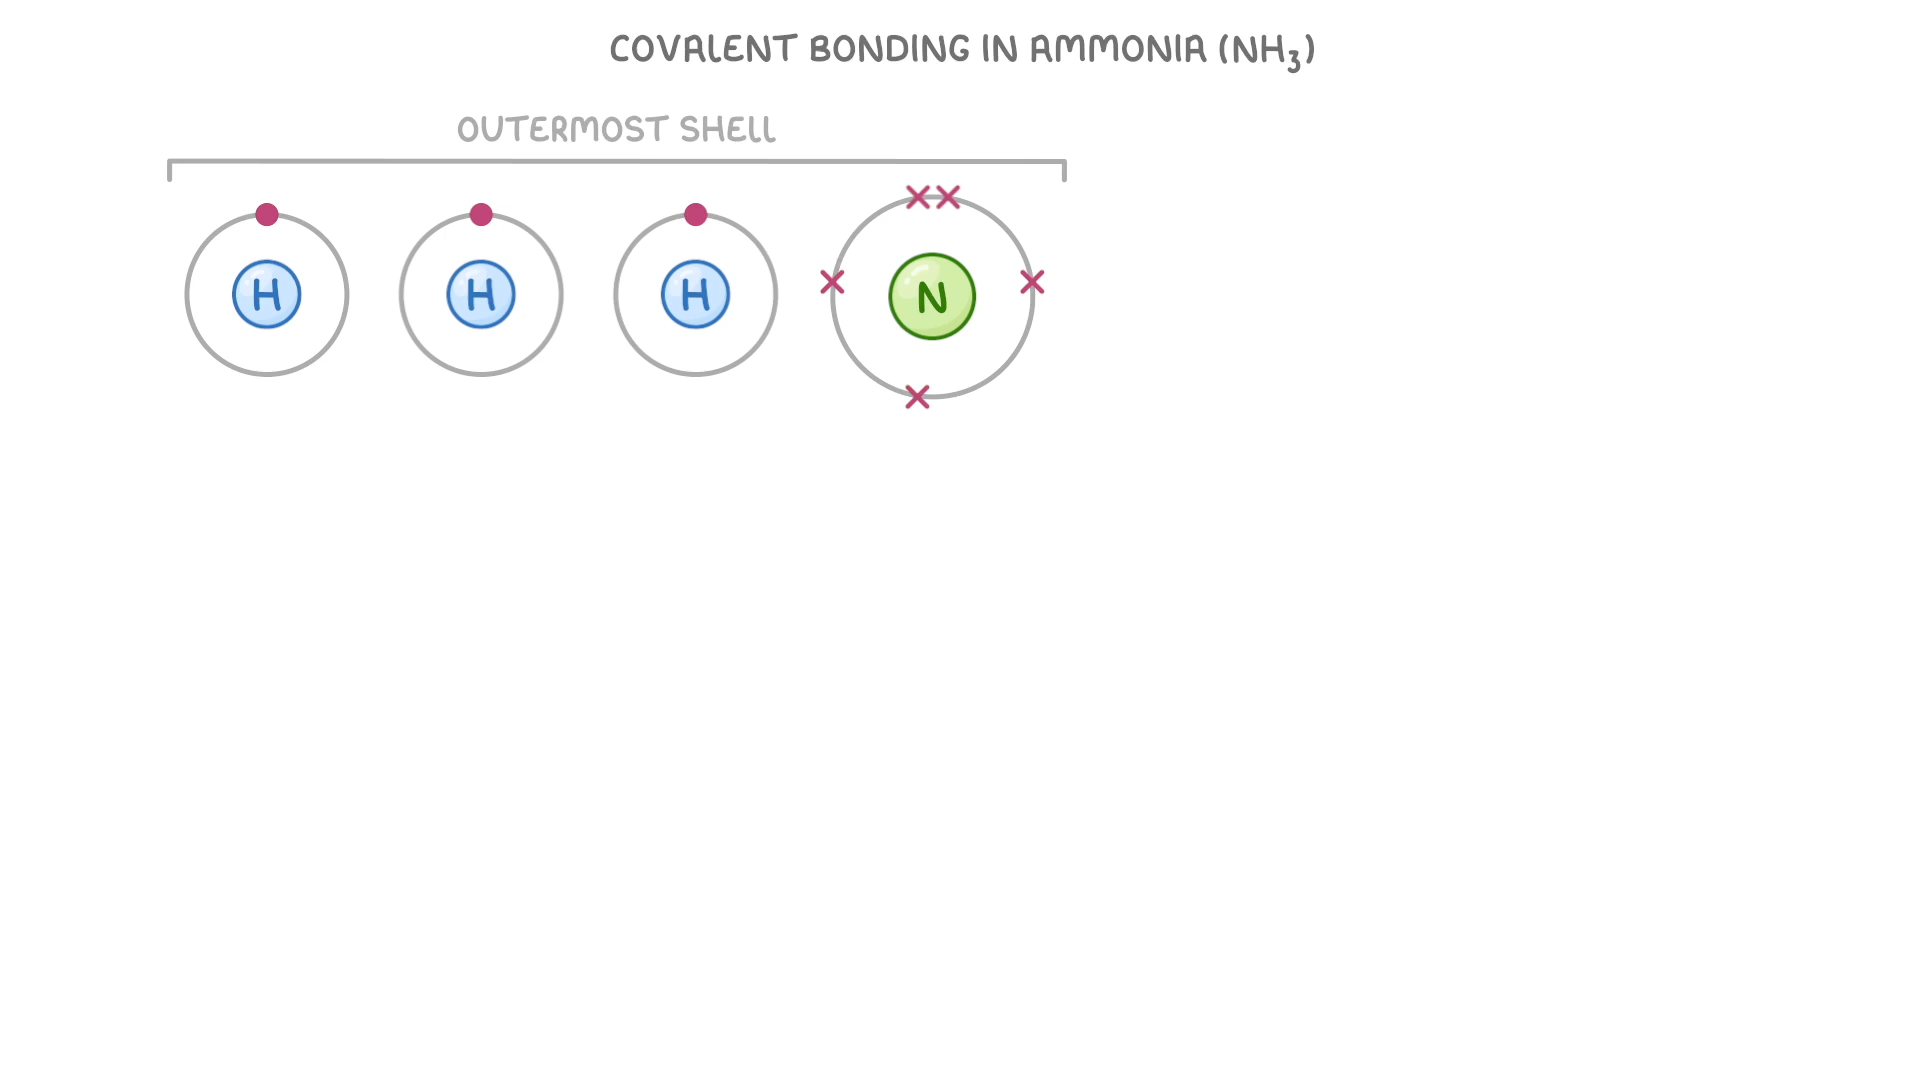 COVALENT BONDING IN AMMONIA (NH₃)
OUTERMOST SHELL
H H H N